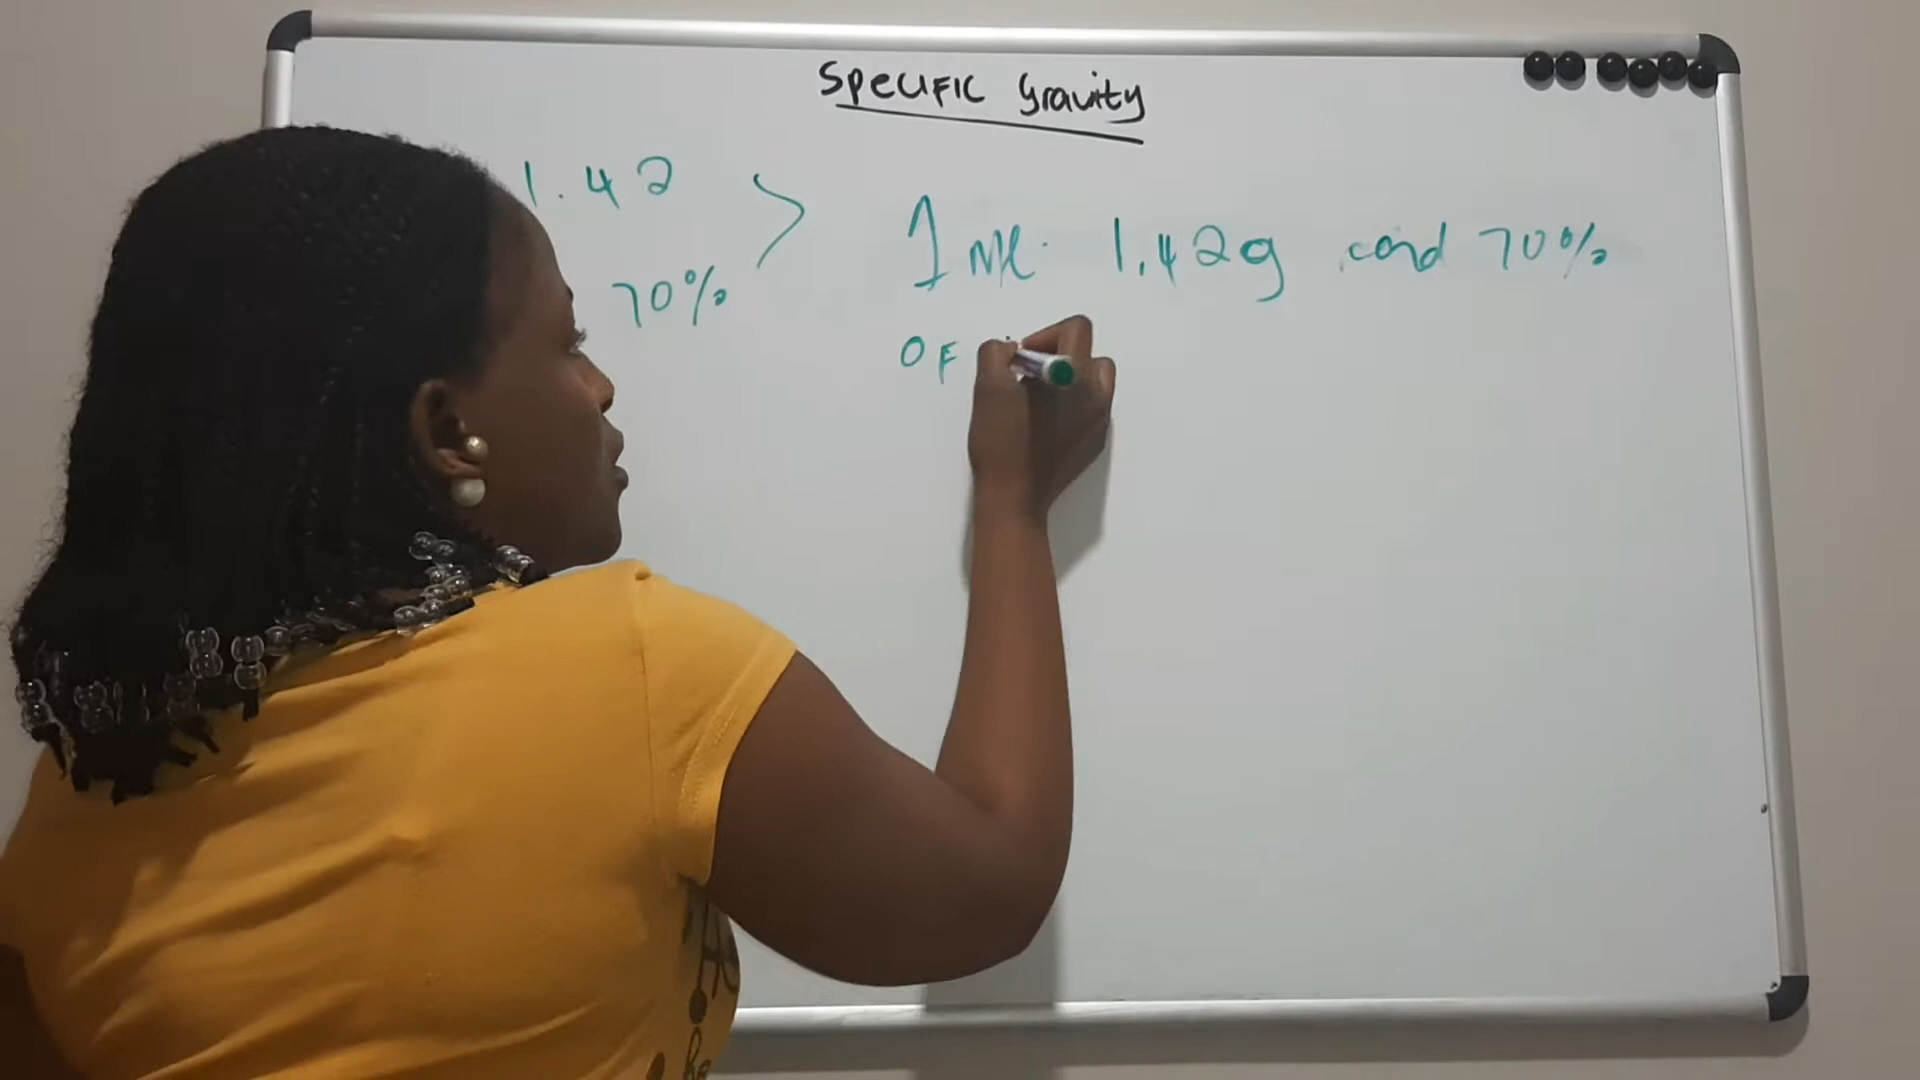 Specific Gravity
1.42
70%
1 ml 1.42g and 70%
OF